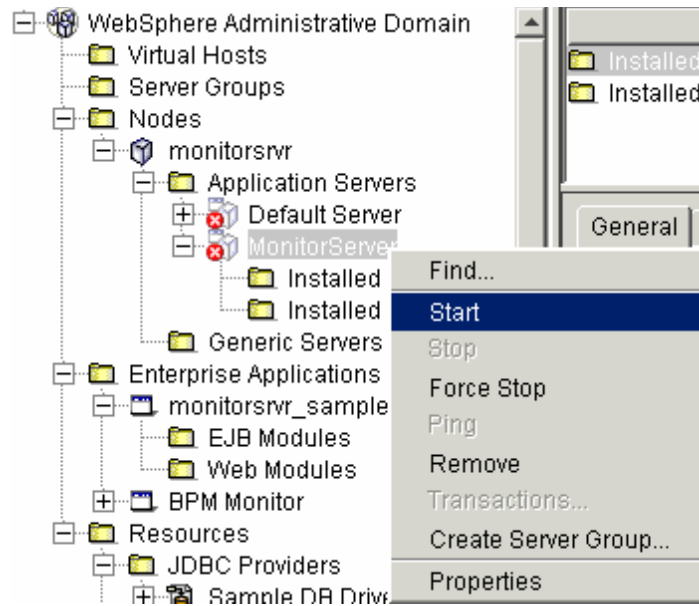 WebSphere Administrative Domain
Virtual Hosts
Server Groups
Nodes
monitorsrvr
Application Servers
Default Server
MonitorServer
Installed
Installed
Generic Servers
Enterprise Applications
monitorsrvr_sample
EJB Modules
Web Modules
BPM Monitor
Resources
JDBC Providers
Sample DB Drive
Installed
Installed
General
Find...
Start
Stop
Force Stop
Ping
Remove
Transactions...
Create Server Group...
Properties